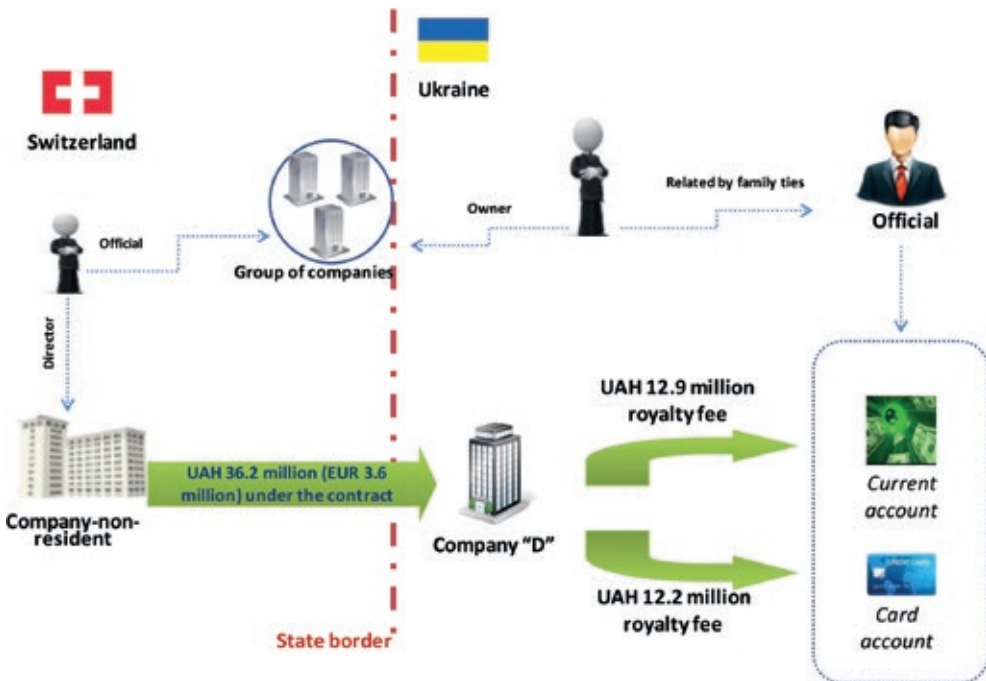 Ukraine
Switzerland
Official
Group of companies
Owner
Related by family ties
Official
Director
UAH 12.9 million
royalty fee
UAH 36.2 million (EUR 3.6
million) under the contract
Company-non-
resident
Company “D”
Current
account
UAH 12.2 million
royalty fee
CREDIT CARD
Card
account
State border